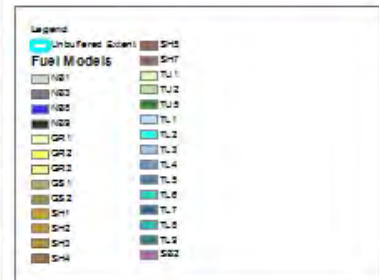 Legend
Unbuffered Extent
Fuel Models
NB1
NB3
NB8
NB9
GR1
GR2
GS1
GS2
SH1
SH2
SH3
SH4
SH5
SH7
TU1
TU2
TU5
TL1
TL2
TL3
TL4
TL5
TL6
TL7
TL8
TL9
SB2